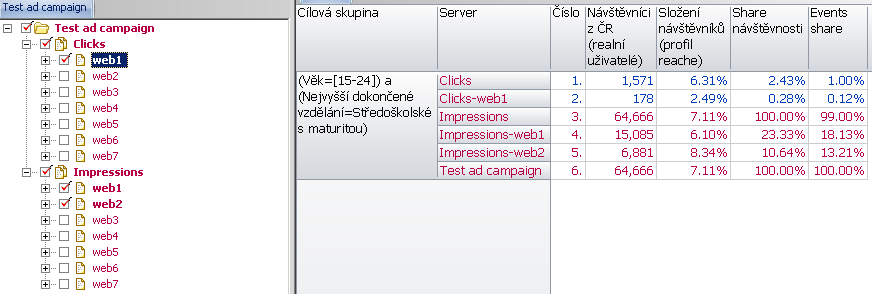 Test ad campaign
Test ad campaign
Clicks
web1
web2
web3
web4
web5
web6
web7
Impressions
web1
web2
web3
web4
web5
web6
web7
Cílová skupina Server Číslo Návštěvníci z ČR (realní uživatelé) Složení návštěvníků (profil reache) Share návštěvnosti Events share
(Věk=[15-24]) a
(Nejvyšší dokončené
vzdělání=Středoškolské
s maturitou)
Clicks 1. 1,571 6.31% 2.43% 1.00%
Clicks-web1 2. 178 2.49% 0.28% 0.12%
Impressions 3. 64,666 7.11% 100.00% 99.00%
Impressions-web1 4. 15,085 6.10% 23.33% 18.13%
Impressions-web2 5. 6,881 8.34% 10.64% 13.21%
Test ad campaign 6. 64,666 7.11% 100.00% 100.00%